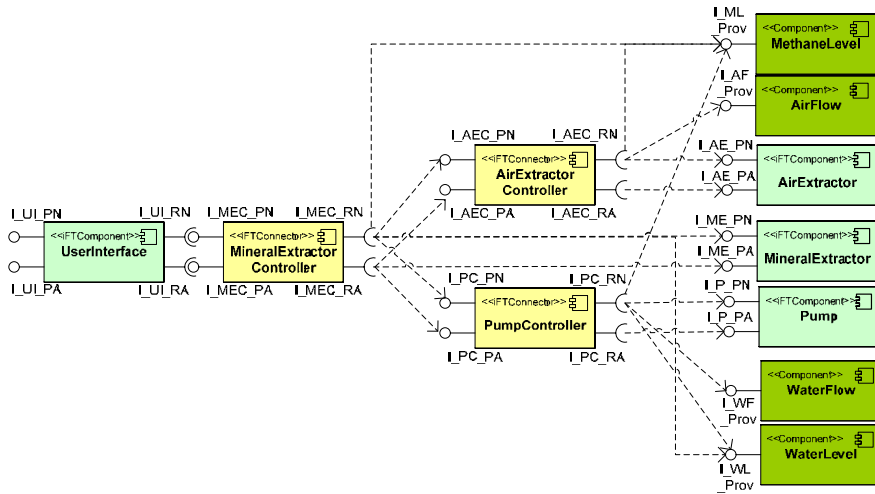 I_ML
_Prov
<<Component>>
MethaneLevel
I_AF
_Prov
<<Component>>
AirFlow
I_AEC_PN
I_AEC_RN
<<iFTConnector>>
AirExtractor
Controller
I_AEC_PA
I_AEC_RA
I_AE_PN
I_AE_PA
<<iFTComponent>>
AirExtractor
I_UI_PN
I_UI_RN
<<iFTComponent>>
UserInterface
I_UI_PA
I_UI_RA
I_MEC_PN
I_MEC_RN
<<iFTConnector>>
MineralExtractor
Controller
I_MEC_PA
I_MEC_RA
I_ME_PN
I_ME_PA
<<iFTComponent>>
MineralExtractor
I_PC_PN
I_PC_RN
<<iFTConnector>>
PumpController
I_PC_PA
I_PC_RA
I_P_PN
I_P_PA
<<iFTComponent>>
Pump
<<Component>>
WaterFlow
I_WF
_Prov
<<Component>>
WaterLevel
I_WL
_Prov